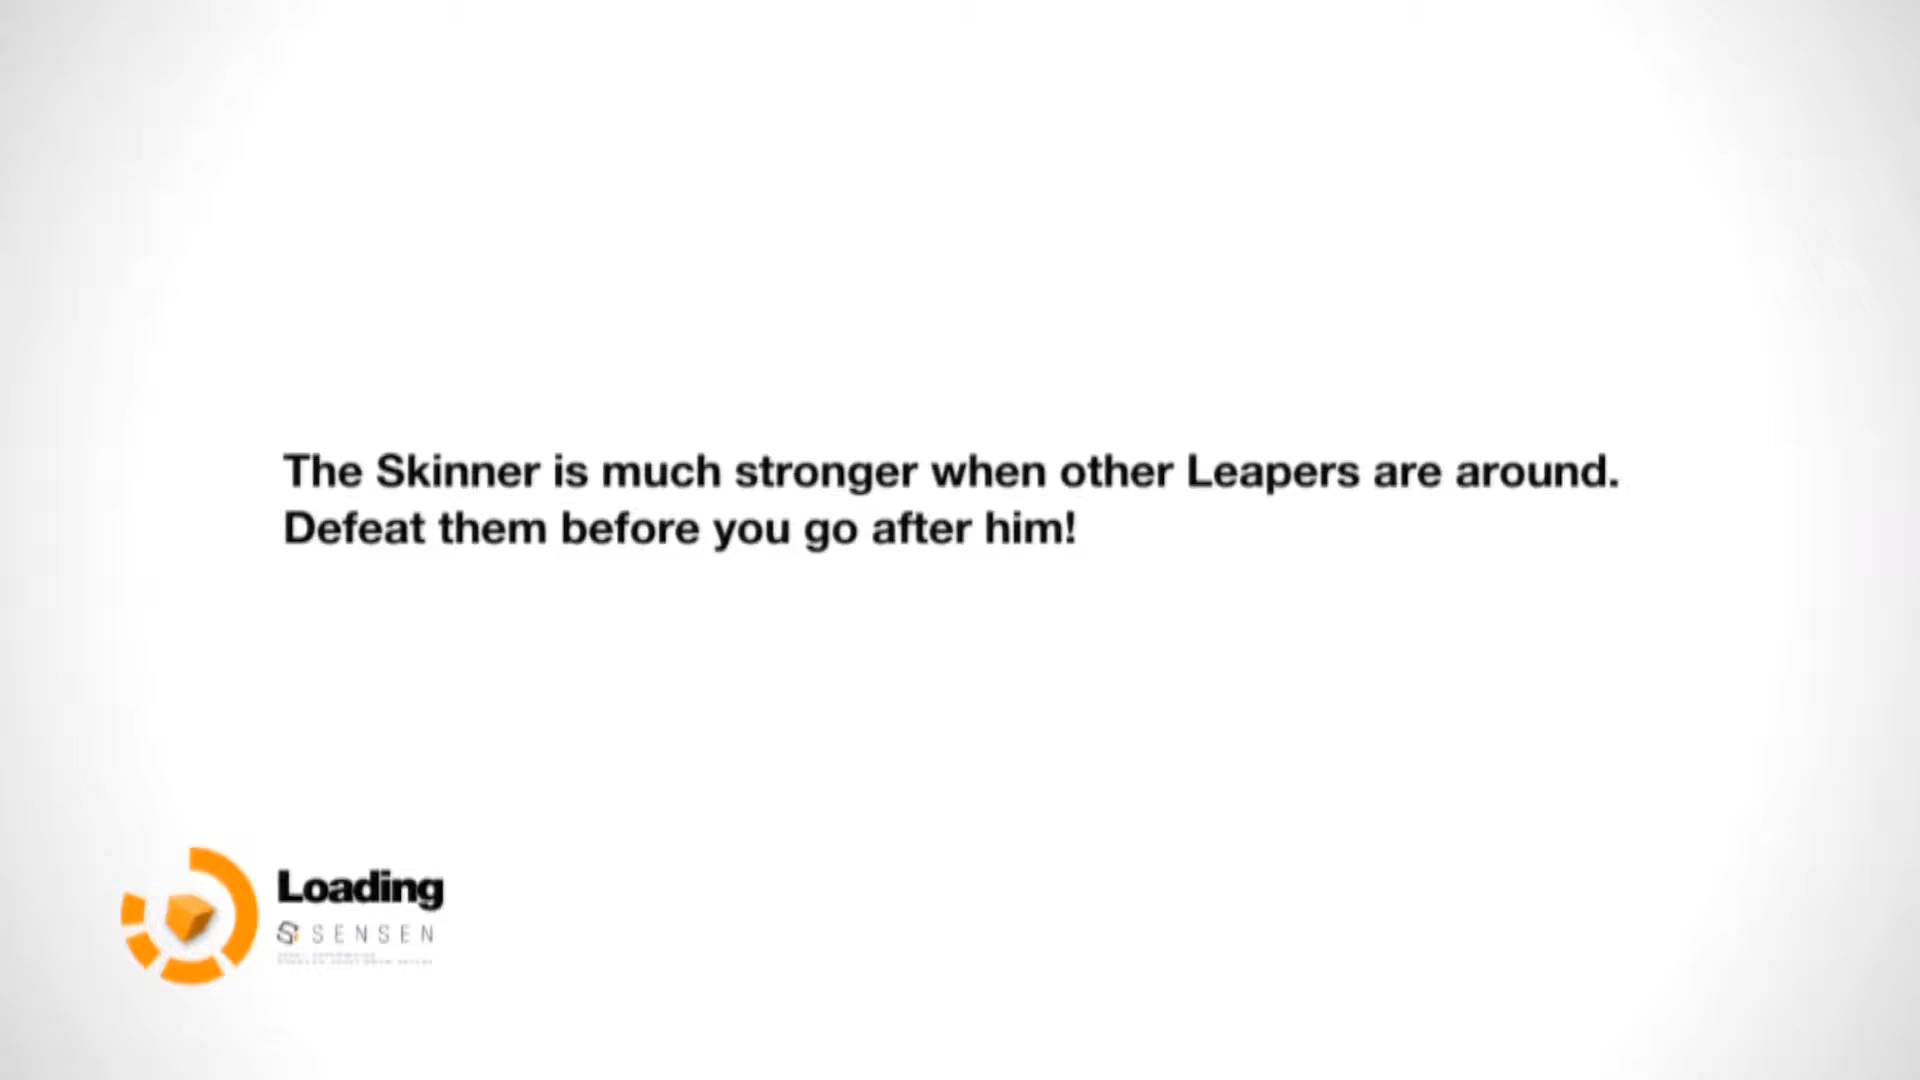 The Skinner is much stronger when other Leapers are around.
Defeat them before you go after him!
Loading
SENSEN